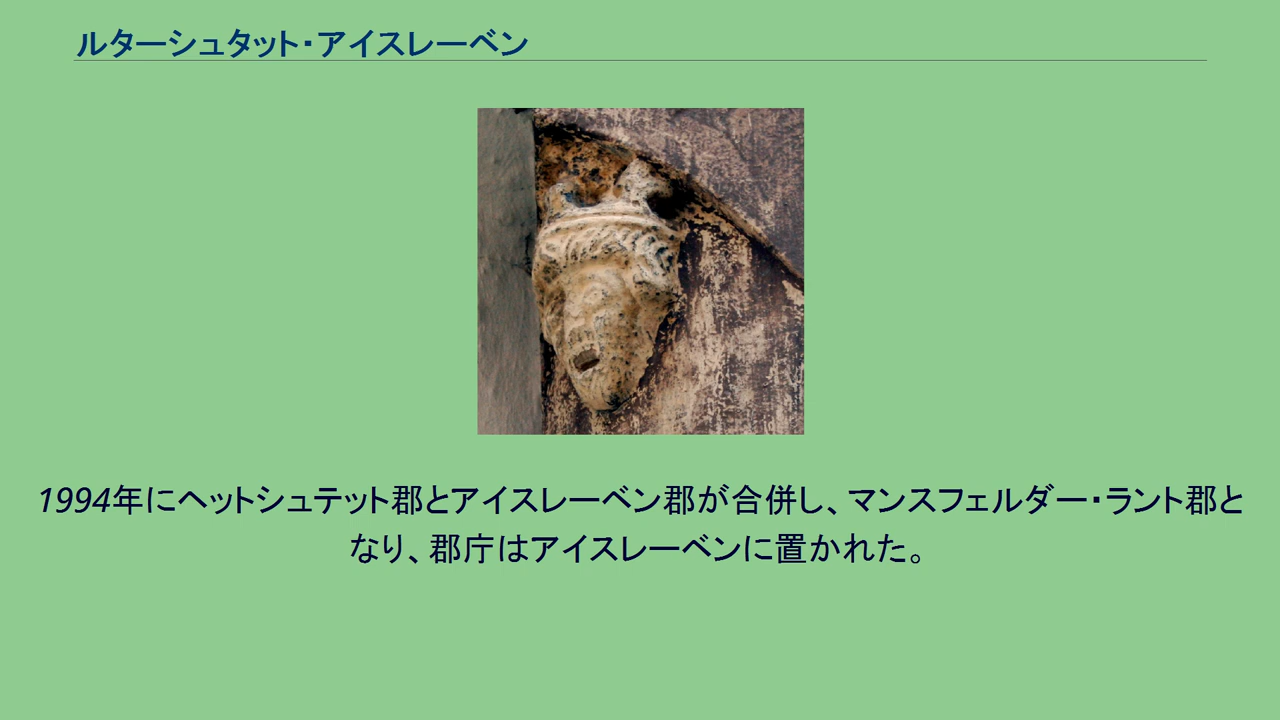 ルターシュタット・アイスレーベン
1994年にヘットシュテット郡とアイスレーベン郡が合併し、マンスフェルダー・ラント郡と
なり、郡庁はアイスレーベンに置かれた。